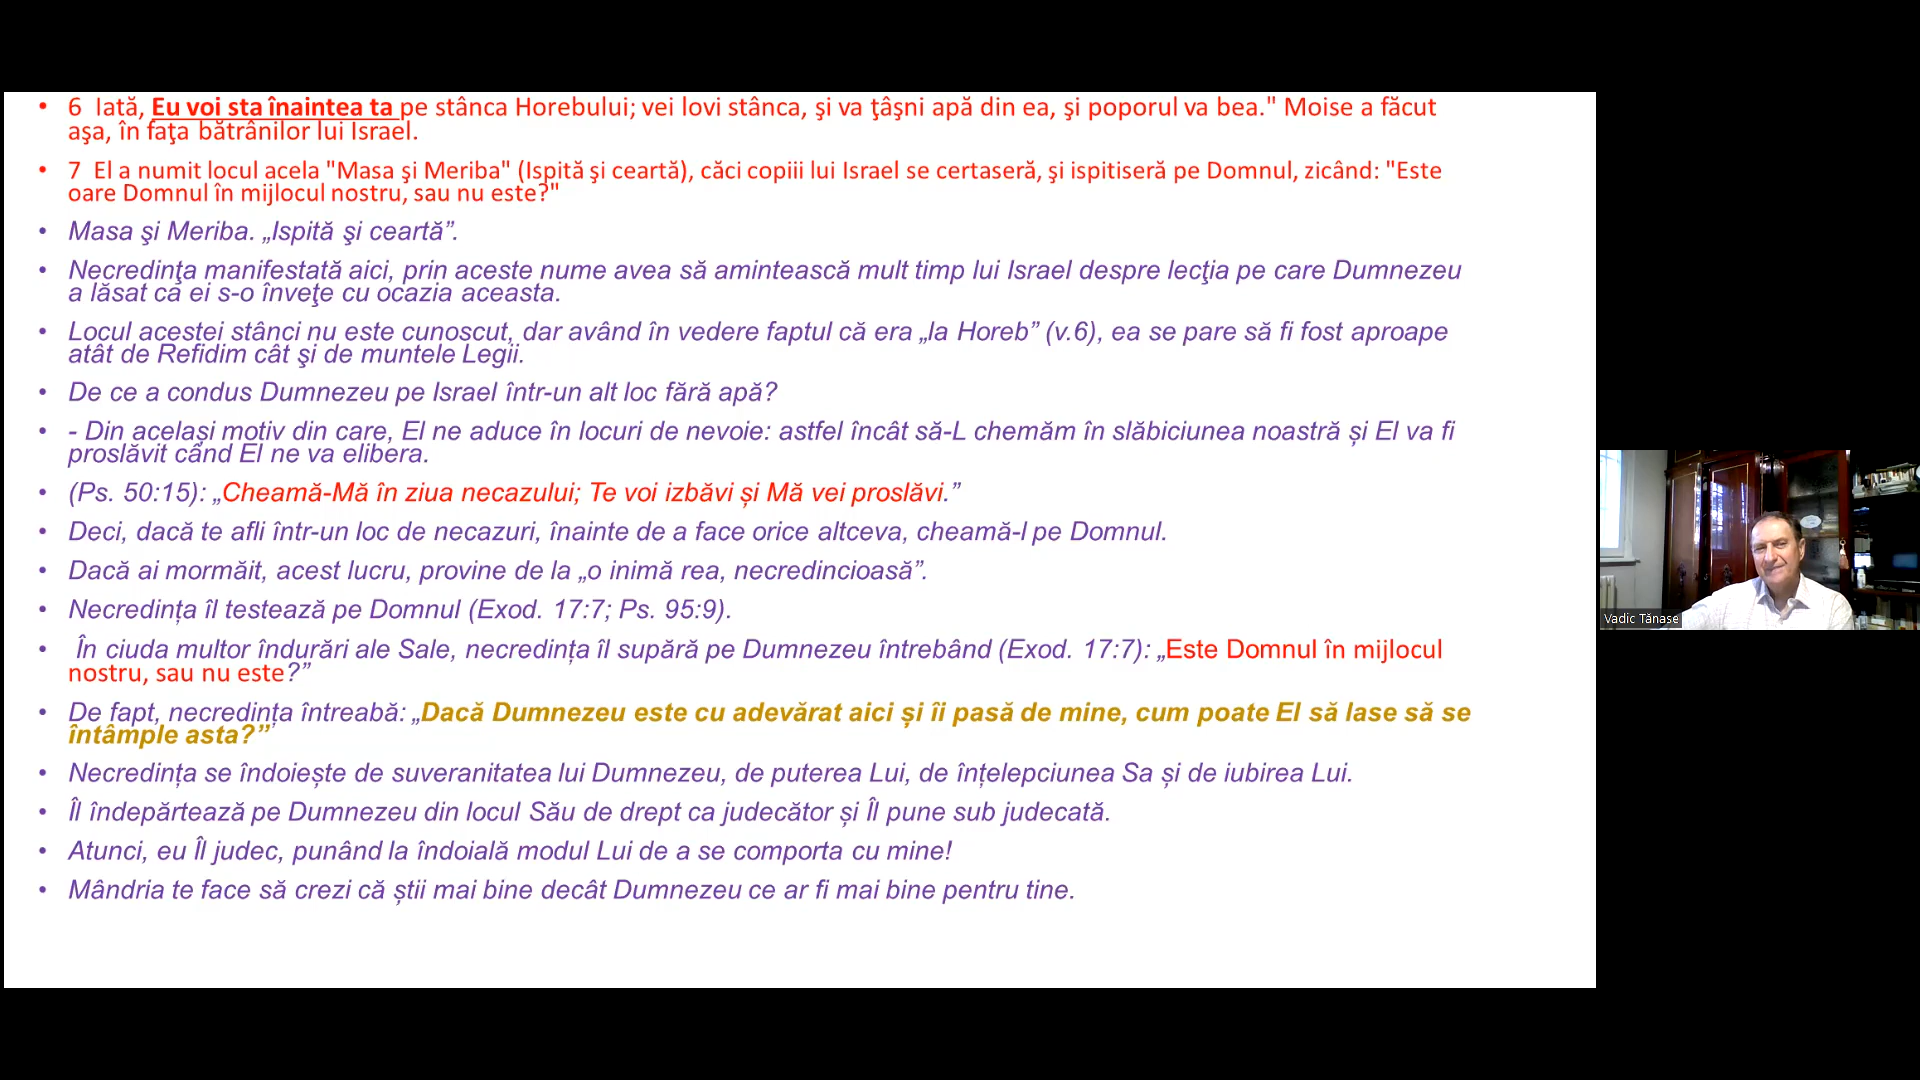 • 6 Iată, Eu voi sta înaintea ta pe stânca Horebului; vei lovi stânca, şi va ţâşni apă din ea, şi poporul va bea." Moise a făcut
aşa, în faţa bătrânilor lui Israel.
• 7 El a numit locul acela "Masa şi Meriba" (Ispită şi ceartă), căci copiii lui Israel se certaseră, şi ispitiseră pe Domnul, zicând: "Este
oare Domnul în mijlocul nostru, sau nu este?"
• Masa şi Meriba. „Ispită şi ceartă”.
• Necredinţa manifestată aici, prin aceste nume avea să amintească mult timp lui Israel despre lecţia pe care Dumnezeu
a lăsat ca ei s-o înveţe cu ocazia aceasta.
• Locul acestei stânci nu este cunoscut, dar având în vedere faptul că era „la Horeb” (v.6), ea se pare să fi fost aproape
atât de Refidim cât şi de muntele Legii.
• De ce a condus Dumnezeu pe Israel într-un alt loc fără apă?
• - Din același motiv din care, El ne aduce în locuri de nevoie: astfel încât să-L chemăm în slăbiciunea noastră și El va fi
proslăvit când El ne va elibera.
• (Ps. 50:15): „Cheamă-Mă în ziua necazului; Te voi izbăvi și Mă vei proslăvi.”
• Deci, dacă te afli într-un loc de necazuri, înainte de a face orice altceva, cheamă-l pe Domnul.
• Dacă ai mormăit, acest lucru, provine de la „o inimă rea, necredincioasă”.
• Necredința îl testează pe Domnul (Exod. 17:7; Ps. 95:9).
• În ciuda multor îndurări ale Sale, necredința îl supără pe Dumnezeu întrebând (Exod. 17:7): „Este Domnul în mijlocul
nostru, sau nu este?”
• De fapt, necredința întreabă: „Dacă Dumnezeu este cu adevărat aici și îi pasă de mine, cum poate El să lase să se
întâmple asta?”
• Necredința se îndoiește de suveranitatea lui Dumnezeu, de puterea Lui, de înțelepciunea Sa și de iubirea Lui.
• Îl îndepărtează pe Dumnezeu din locul Său de drept ca judecător și Îl pune sub judecată.
• Atunci, eu Îl judec, punând la îndoială modul Lui de a se comporta cu mine!
• Mândria te face să crezi că știi mai bine decât Dumnezeu ce ar fi mai bine pentru tine.
Vadic Tănase